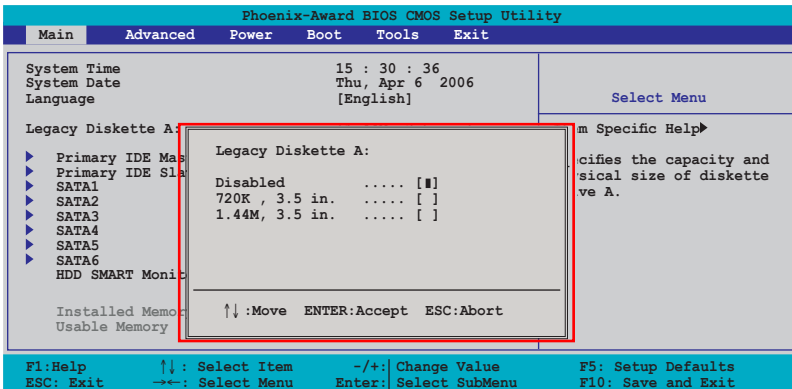 Phoenix-Award BIOS CMOS Setup Utility
Main Advanced Power Boot Tools Exit
System Time 15 : 30 : 36
System Date Thu, Apr 6 2006
Language [English]
Select Menu
Legacy Diskette A:
m Specific Help
Primary IDE Mas
Primary IDE Sla
SATA1
SATA2
SATA3
SATA4
SATA5
SATA6
HDD SMART Monit
Installed Memor
Usable Memory
Legacy Diskette A:
Disabled ..... [▮]
720K , 3.5 in. ..... [ ]
1.44M, 3.5 in. ..... [ ]
↑↓ :Move ENTER:Accept ESC:Abort
cifies the capacity and
sical size of diskette
ve A.
F1:Help ↑↓ : Select Item -/+: Change Value F5: Setup Defaults
ESC: Exit →←: Select Menu Enter: Select SubMenu F10: Save and Exit